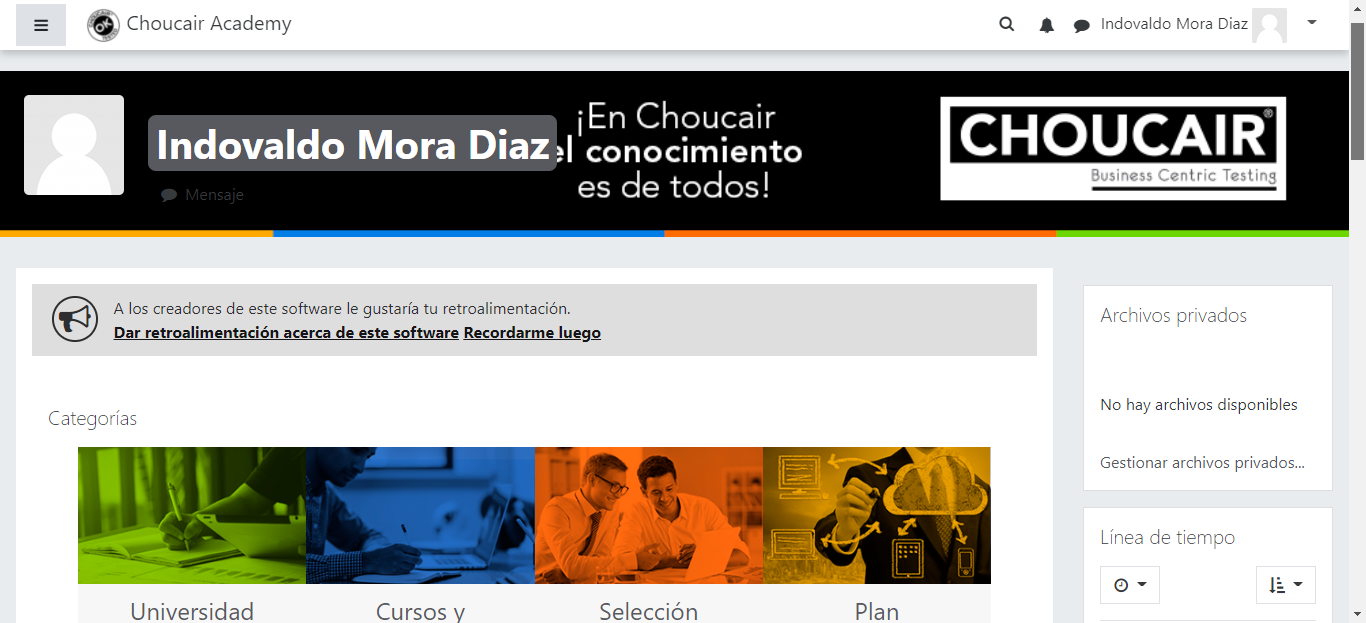 Choucair Academy
Indovaldo Mora Diaz
Indovaldo Mora Diaz
Mensaje
¡En Choucair
el conocimiento
es de todos!
CHOUCAIR®
Business Centric Testing
A los creadores de este software le gustaría tu retroalimentación.
Dar retroalimentación acerca de este software Recordarme luego
Categorías
Universidad
Cursos y
Selección
Plan
Archivos privados
No hay archivos disponibles
Gestionar archivos privados...
Línea de tiempo